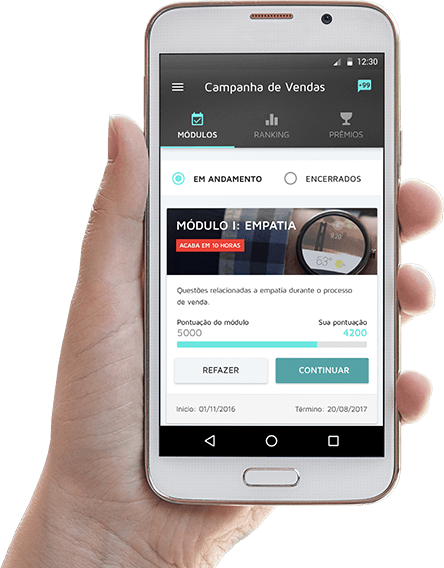 12:30
Campanha de Vendas
+99
MÓDULOS
RANKING
PRÊMIOS
EM ANDAMENTO
ENCERRADOS
MÓDULO I: EMPATIA
ACABA EM 10 HORAS
63°
Questões relacionadas a empatia durante o processo
de venda.
Pontuação do módulo
Sua pontuação
5000
4200
REFAZER
CONTINUAR
Início: 01/11/2016
Término: 20/08/2017